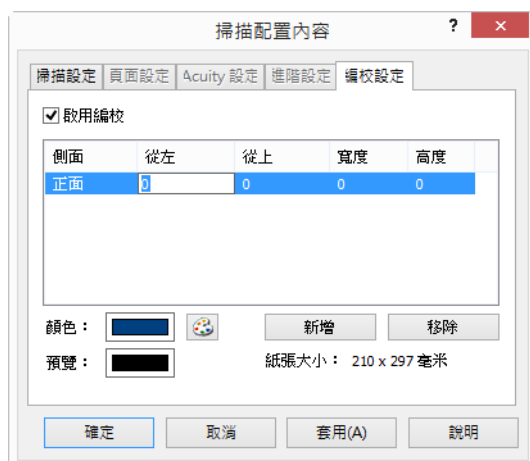 掃描配置內容 ? ×
掃描設定 頁面設定 Acuity 設定 進階設定 編校設定
啟用編校
側面 從左 從上 寬度 高度
正面 0 0 0 0
顏色： 新增 移除
預覽： 紙張大小： 210 x 297 毫米
確定 取消 套用(A) 說明